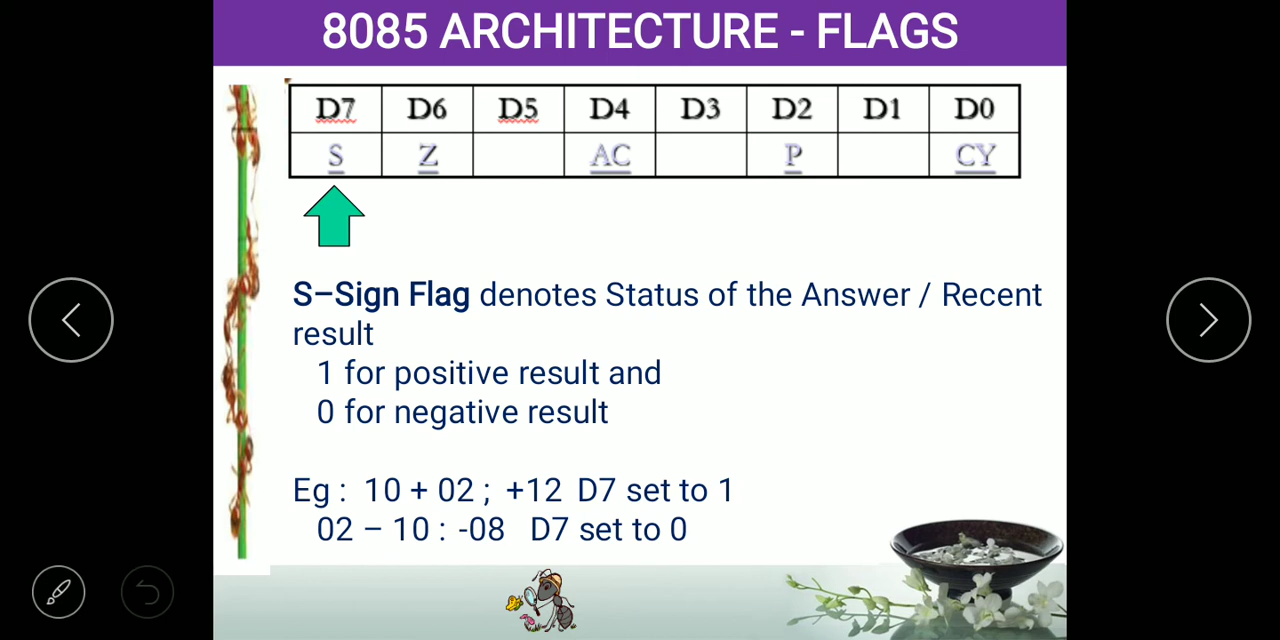 8085 ARCHITECTURE - FLAGS
D7 D6 D5 D4 D3 D2 D1 D0
S Z AC P CY
S–Sign Flag denotes Status of the Answer / Recent
result
1 for positive result and
0 for negative result
Eg : 10 + 02 ; +12 D7 set to 1
02 – 10 : -08 D7 set to 0